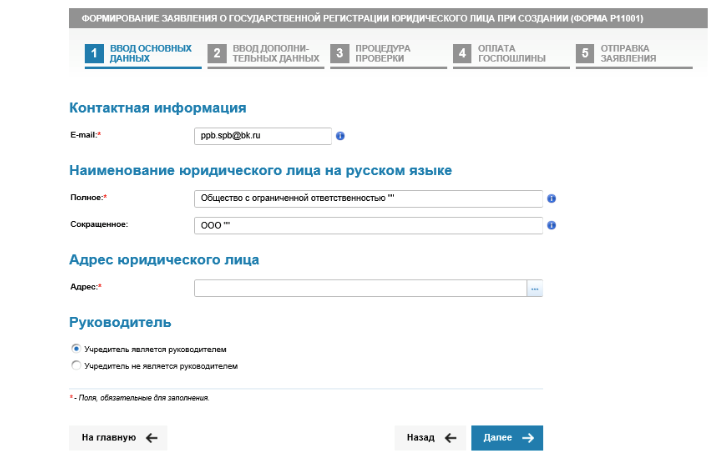 ФОРМИРОВАНИЕ ЗАЯВЛЕНИЯ О ГОСУДАРСТВЕННОЙ РЕГИСТРАЦИИ ЮРИДИЧЕСКОГО ЛИЦА ПРИ СОЗДАНИИ (ФОРМА Р11001)
1 ВВОД ОСНОВНЫХ ДАННЫХ
2 ВВОД ДОПОЛНИ-ТЕЛЬНЫХ ДАННЫХ
3 ПРОЦЕДУРА ПРОВЕРКИ
4 ОПЛАТА ГОСПОШЛИНЫ
5 ОТПРАВКА ЗАЯВЛЕНИЯ
Контактная информация
E-mail:* ppb.spb@bk.ru
Наименование юридического лица на русском языке
Полное:* Общество с ограниченной ответственностью ""
Сокращенное: ООО ""
Адрес юридического лица
Адрес:* ...
Руководитель
Учредитель является руководителем
Учредитель не является руководителем
* - Поля, обязательные для заполнения.
На главную Назад Далее